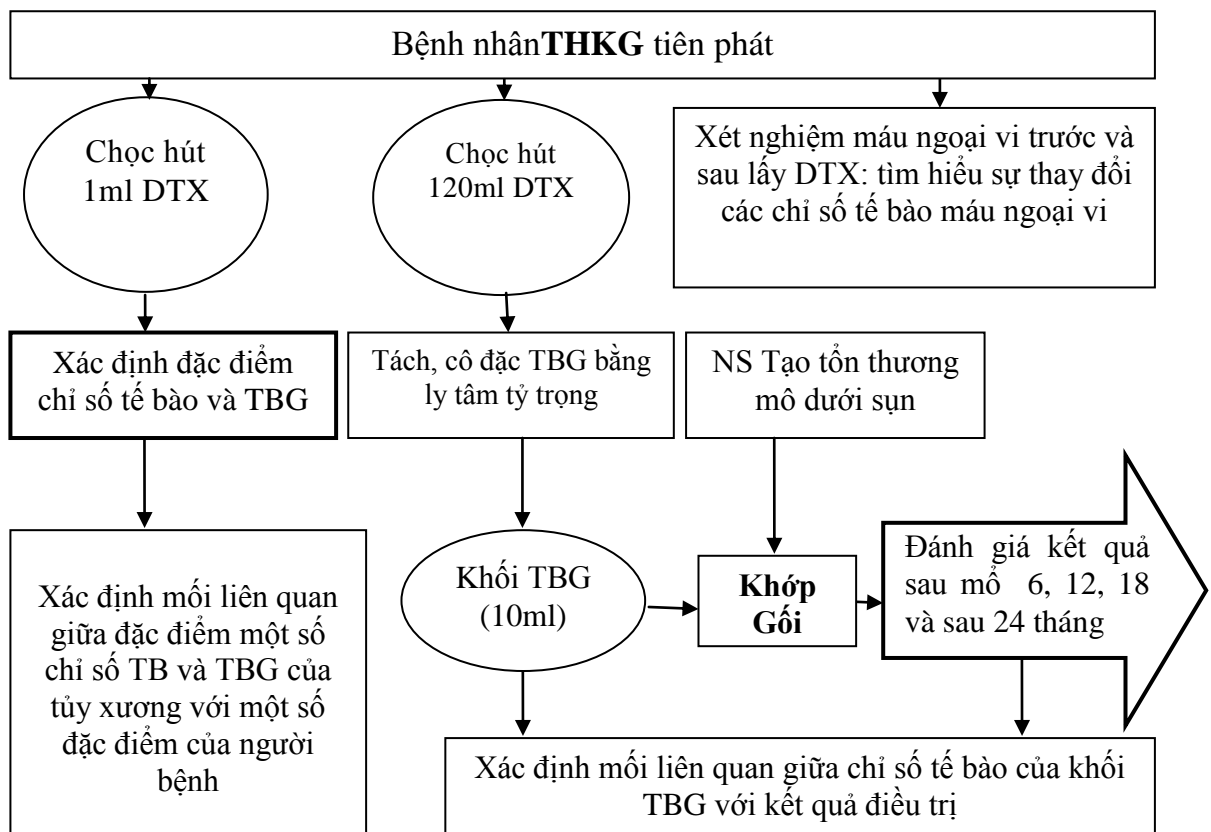 Bệnh nhânTHKG tiên phát
Chọc hút
1ml DTX
Chọc hút
120ml DTX
Xét nghiệm máu ngoại vi trước và
sau lấy DTX: tìm hiểu sự thay đổi
các chỉ số tế bào máu ngoại vi
Xác định đặc điểm
chỉ số tế bào và TBG
Tách, cô đặc TBG bằng
ly tâm tỷ trọng
NS Tạo tổn thương
mô dưới sụn
Xác định mối liên quan
giữa đặc điểm một số
chỉ số TB và TBG của
tủy xương với một số
đặc điểm của người
bệnh
Khối TBG
(10ml)
Khớp
Gối
Đánh giá kết quả
sau mổ 6, 12, 18
và sau 24 tháng
Xác định mối liên quan giữa chỉ số tế bào của khối
TBG với kết quả điều trị